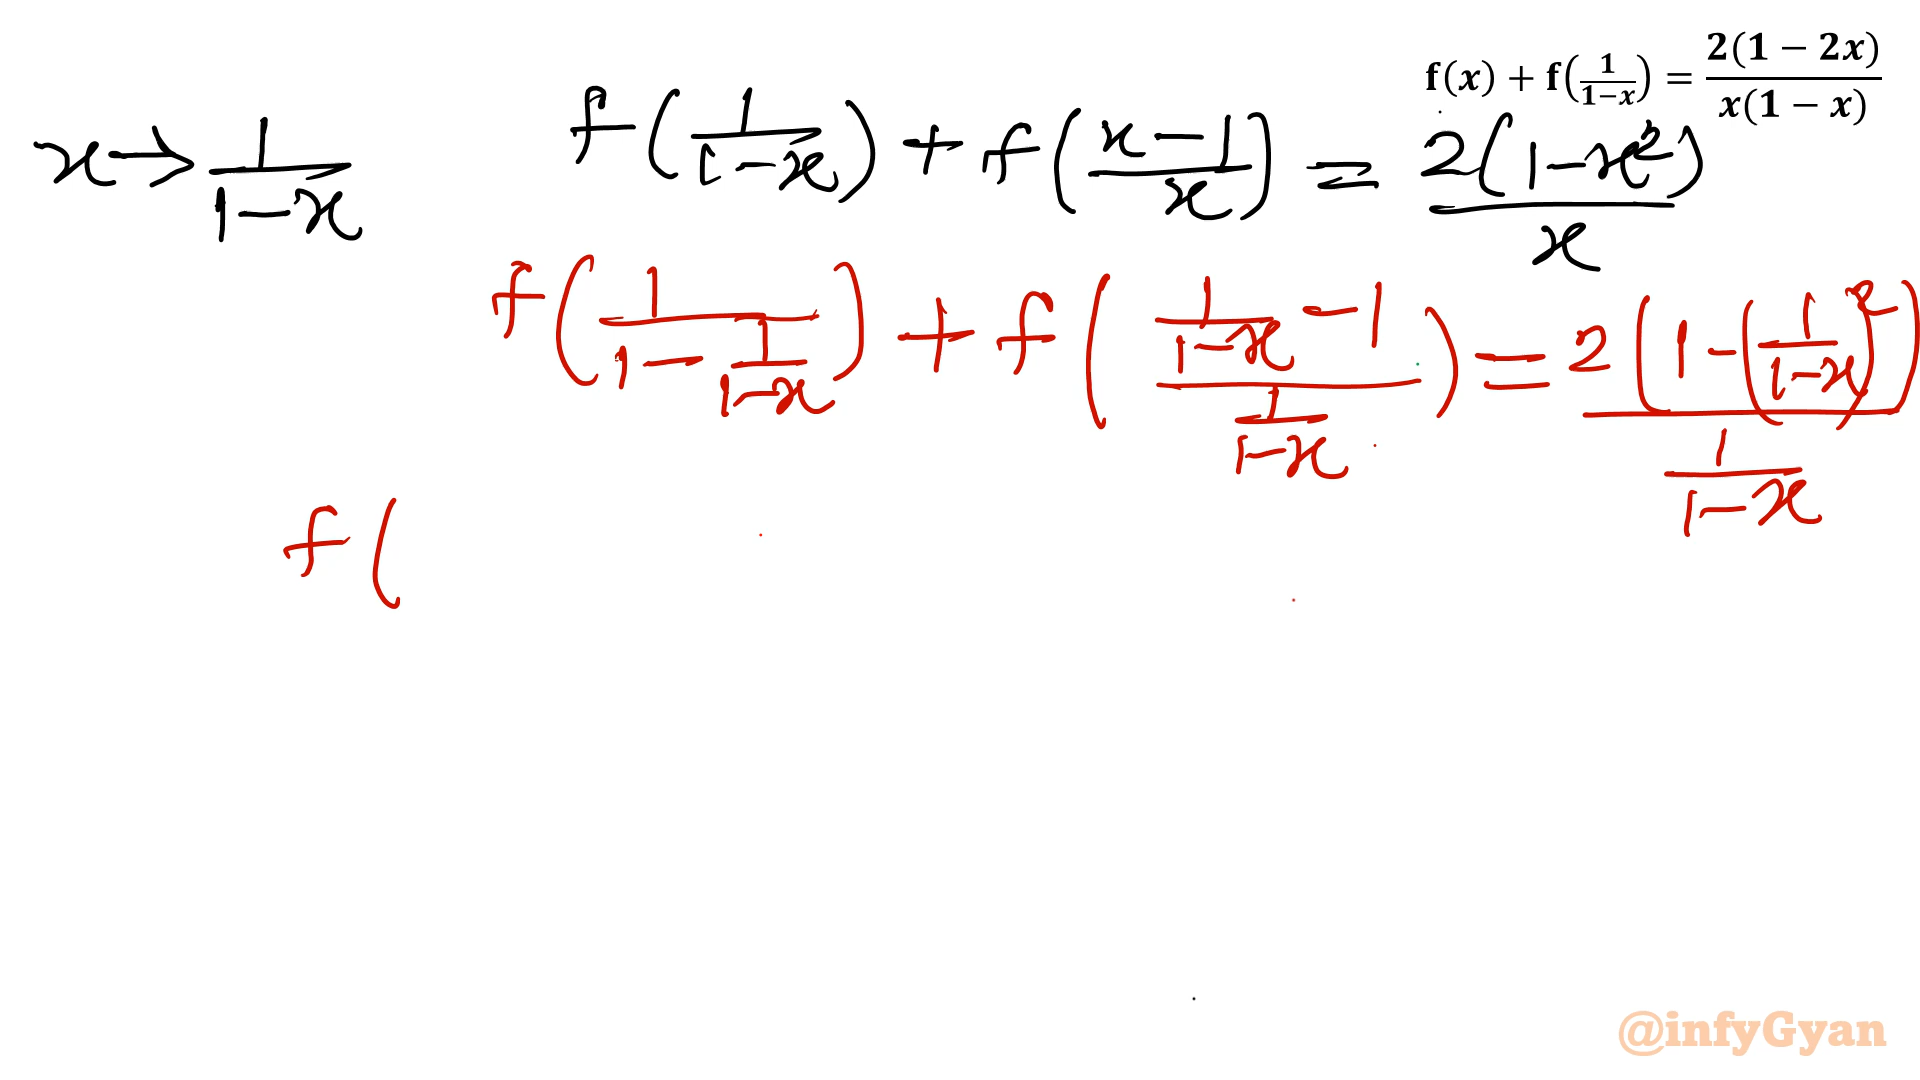 f(x) + f(1/(1−x)) = 2(1 − 2x)/(x(1 − x))
x → 1/(1−x) f(1/(1−x)) + f((x−1)/x) = 2(1−x²)/x
f(1/(1−1/(1−x))) + f((1/(1−x) −1)/(1/(1−x))) = 2(1−(1/(1−x))²)/(1/(1−x))
f(
@infyGyan